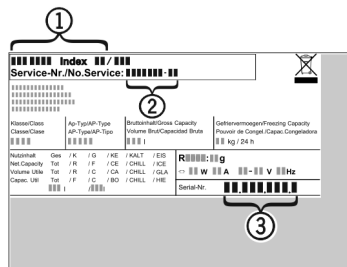 1
Index /
Service-Nr./No.Service: -
2
Klasse/Class
Classe/Clase
Ap-Typ/AP-Type
AP-Type/AP-Tipo
Bruttoinhalt/Gross Capacity
Volume Brut/Capacidad Bruta
l
Gefriervermoegen/Freezing Capacity
Pouvoir de Congel./Capac.Congeladora
kg / 24 h
Nutzinhalt Ges / K / G / KE / KALT / EIS
Net.Capacity Tot / R / F / CE / CHILL / ICE
Volume Utile Tot / R / C / CA / CHILL / GLA
Capac. Util Tot / F / C / BO / CHILL / HIE
l /
R : g
W A - V Hz
Serial-Nr. . . .
3